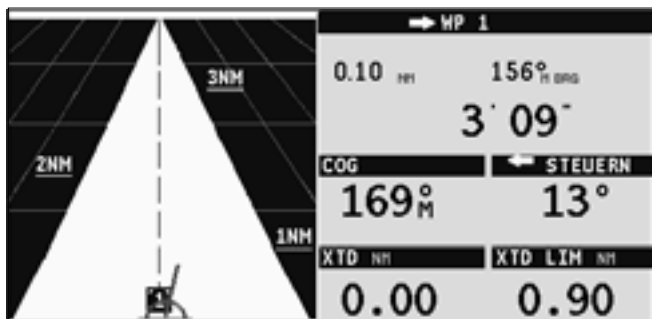 ➡ WP 1
0.10 NM 156°M BRG
3' 09"
COG
169°M
⬅ STEUERN
13°
XTD NM
0.00
XTD LIM NM
0.90
3NM
2NM
1NM